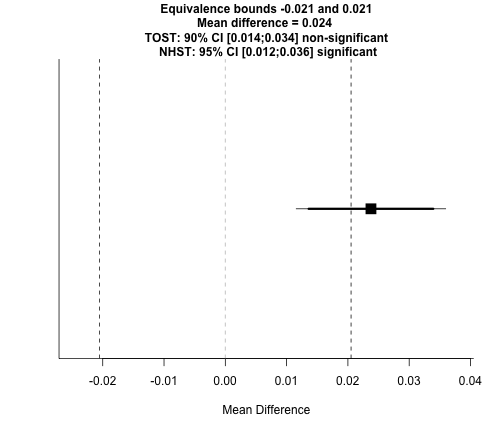 Equivalence bounds -0.021 and 0.021
Mean difference = 0.024
TOST: 90% CI [0.014;0.034] non-significant
NHST: 95% CI [0.012;0.036] significant
-0.02 -0.01 0.00 0.01 0.02 0.03 0.04
Mean Difference